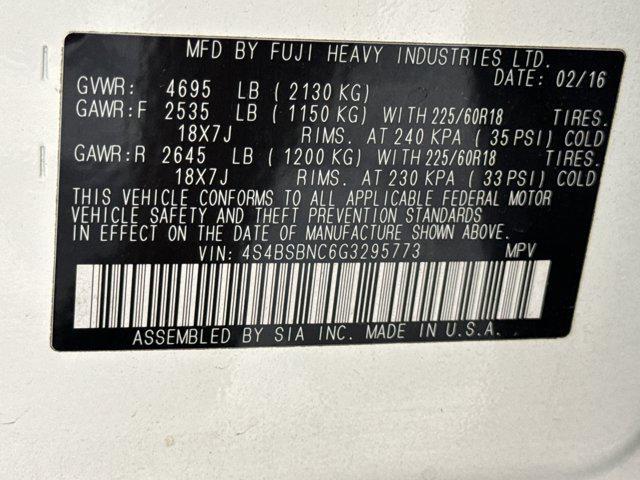 MFD BY FUJI HEAVY INDUSTRIES LTD.
DATE: 02/16
GVWR: 4695 LB (2130 KG)
GAWR:F 2535 LB (1150 KG) WITH 225/60R18 TIRES.
18X7J RIMS. AT 240 KPA (35 PSI) COLD
GAWR:R 2645 LB (1200 KG) WITH 225/60R18 TIRES.
18X7J RIMS. AT 230 KPA (33 PSI) COLD
THIS VEHICLE CONFORMS TO ALL APPLICABLE FEDERAL MOTOR
VEHICLE SAFETY AND THEFT PREVENTION STANDARDS
IN EFFECT ON THE DATE OF MANUFACTURE SHOWN ABOVE.
VIN: 4S4BSBNC6G3295773 MPV
ASSEMBLED BY SIA INC. MADE IN U.S.A.